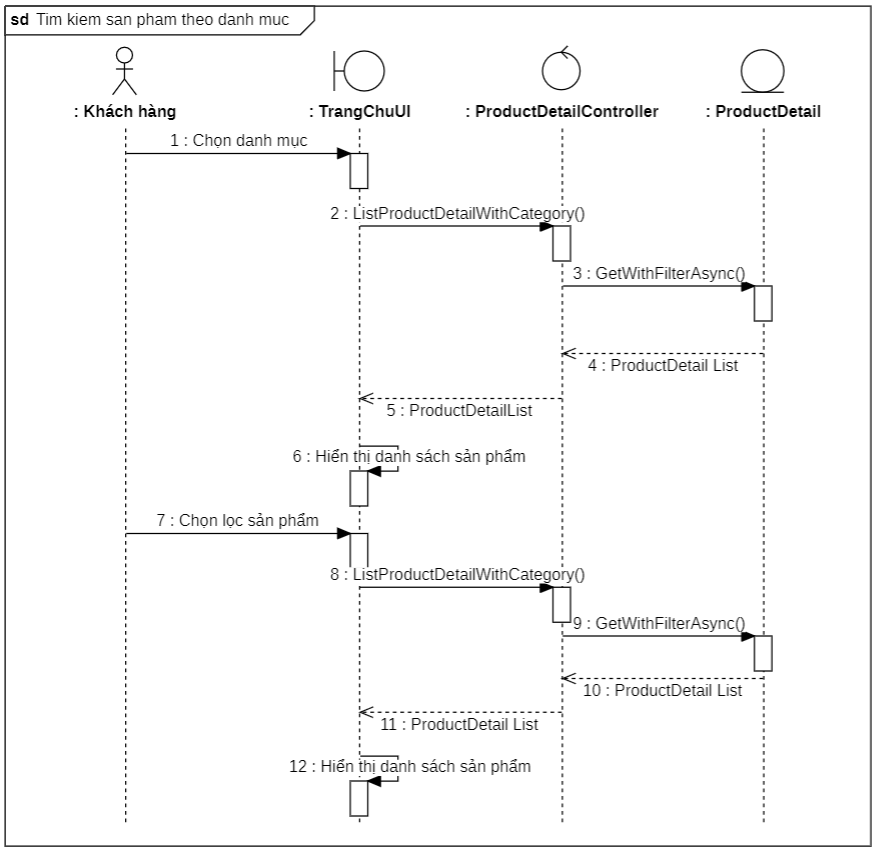 sd Tim kiem san pham theo danh muc
: Khách hàng
: TrangChuUI
: ProductDetailController
: ProductDetail
1 : Chọn danh mục
2 : ListProductDetailWithCategory()
3 : GetWithFilterAsync()
4 : ProductDetail List
5 : ProductDetailList
6 : Hiển thị danh sách sản phẩm
7 : Chọn lọc sản phẩm
8 : ListProductDetailWithCategory()
9 : GetWithFilterAsync()
10 : ProductDetail List
11 : ProductDetail List
12 : Hiển thị danh sách sản phẩm